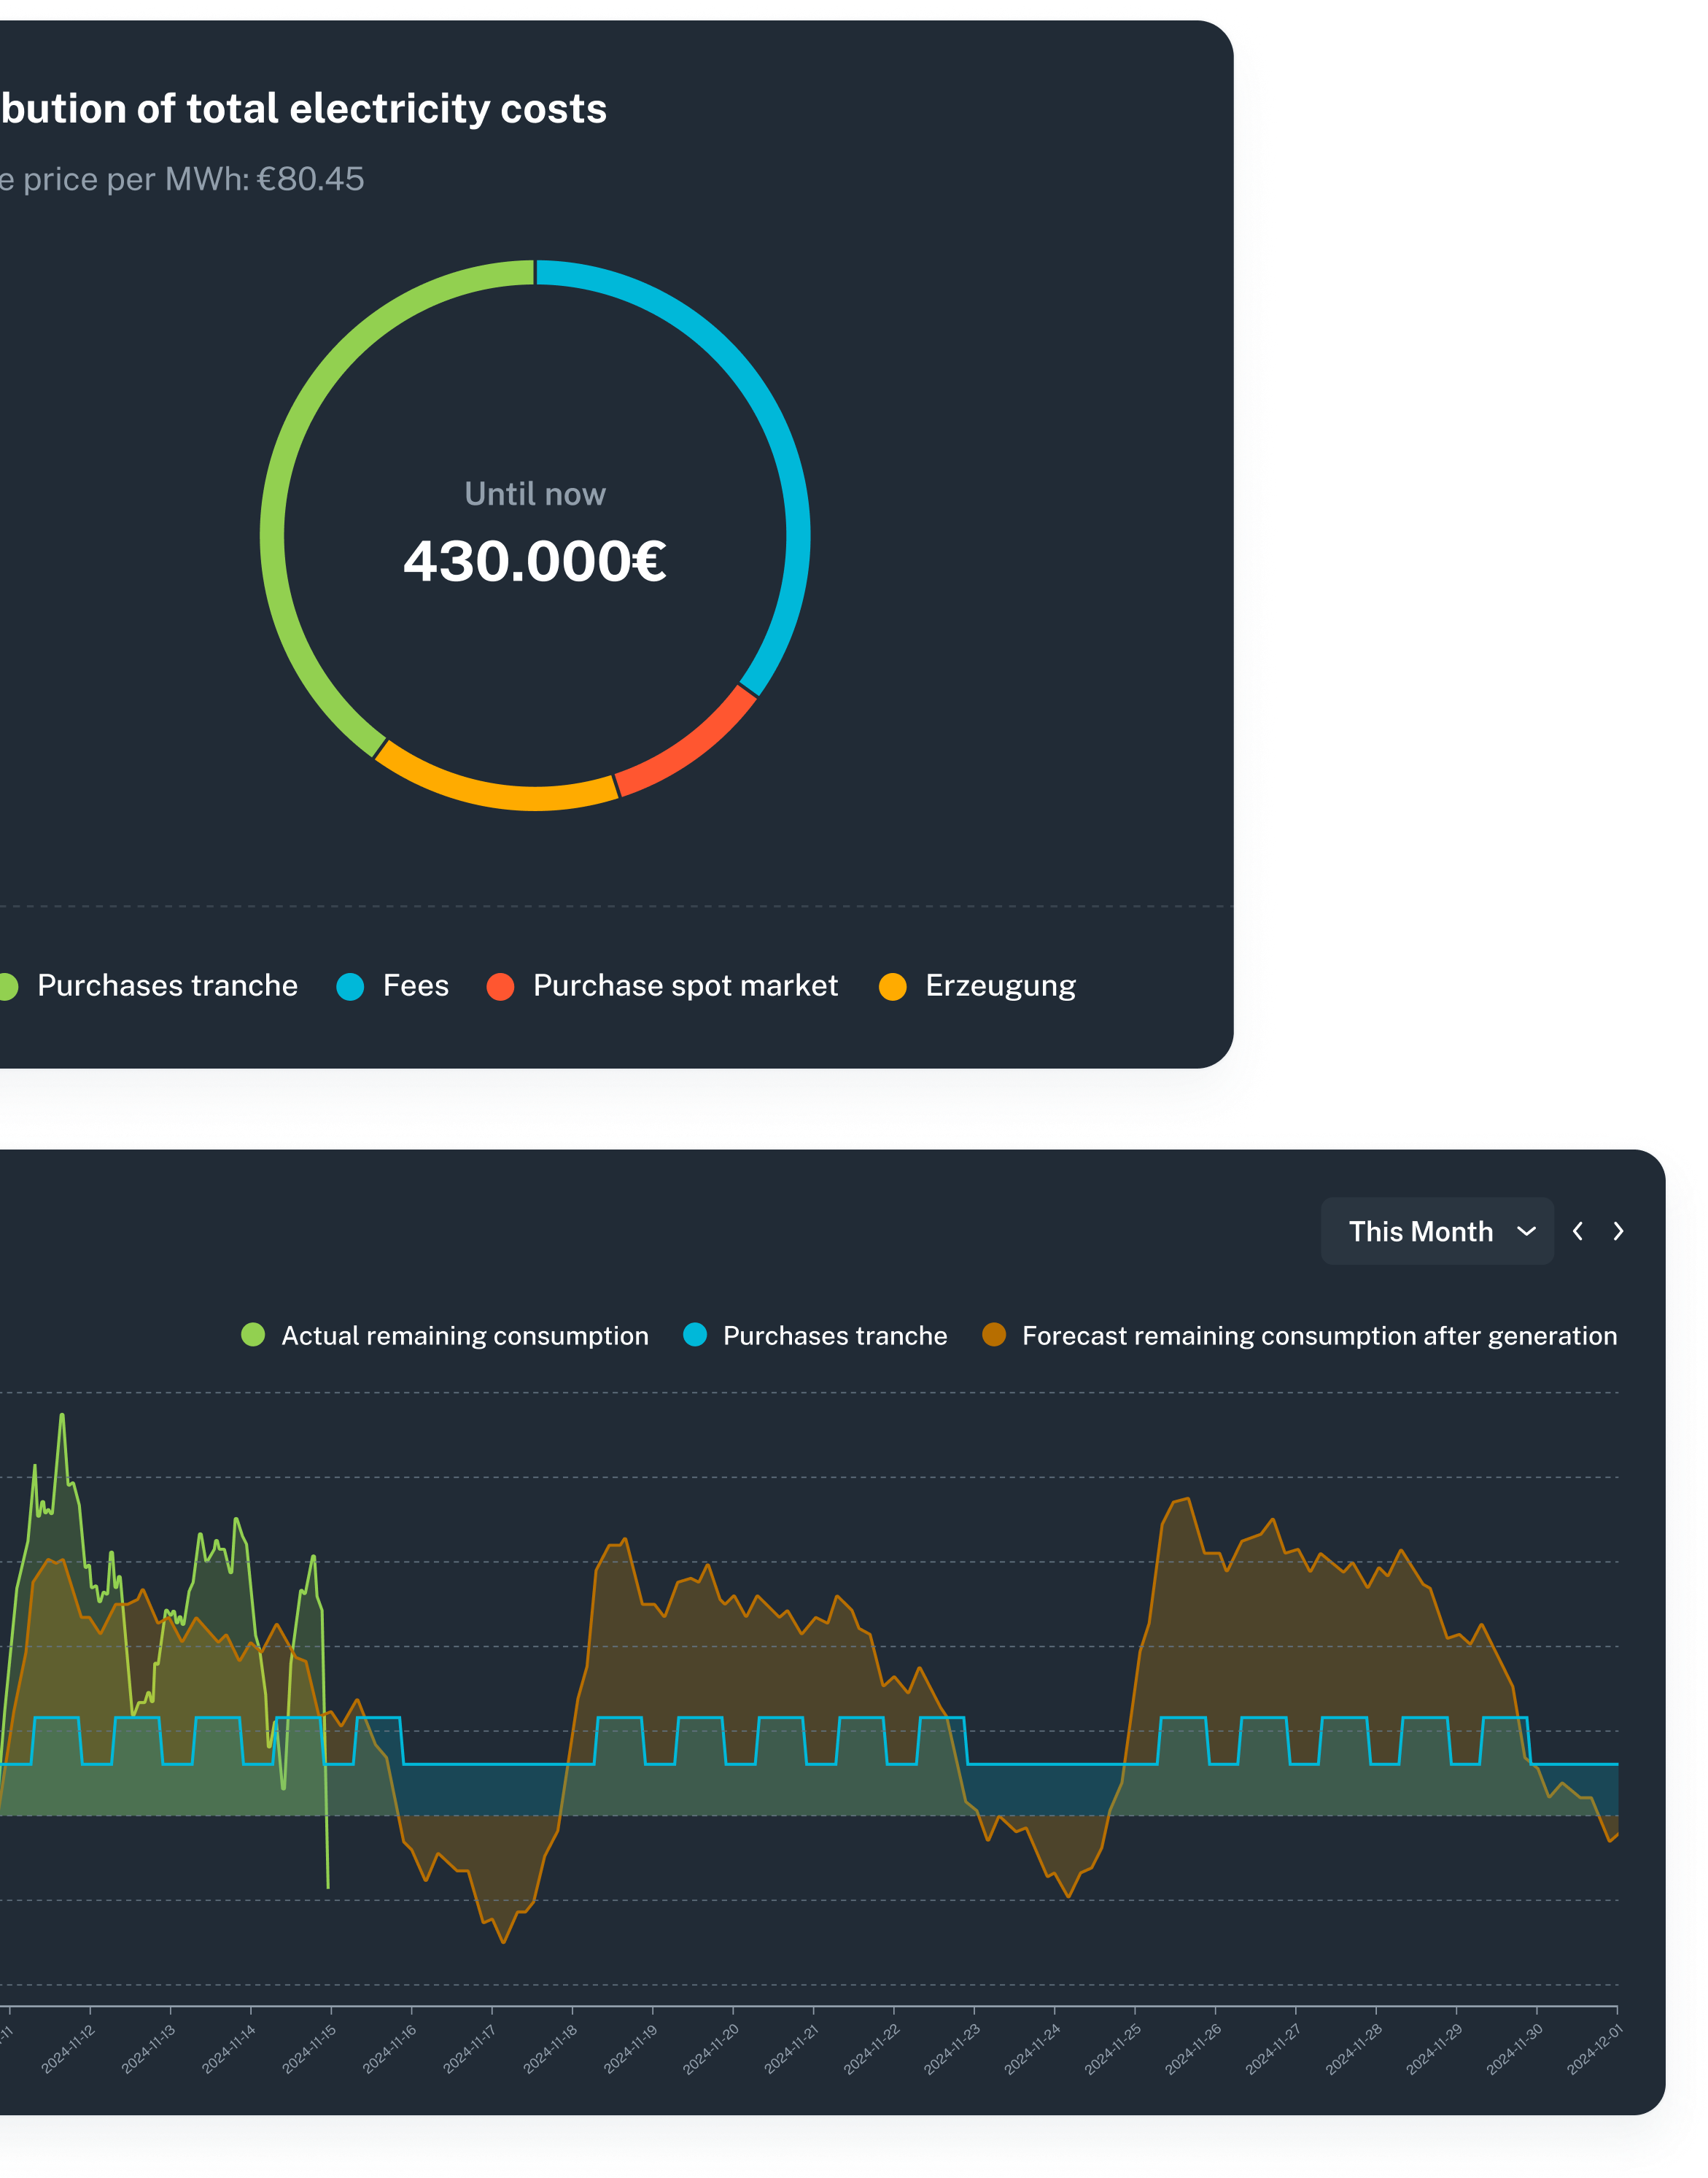 bution of total electricity costs
e price per MWh: €80.45
Until now
430.000€
Purchases tranche
Fees
Purchase spot market
Erzeugung
This Month
Actual remaining consumption
Purchases tranche
Forecast remaining consumption after generation
-11
2024-11-12
2024-11-13
2024-11-14
2024-11-15
2024-11-16
2024-11-17
2024-11-18
2024-11-19
2024-11-20
2024-11-21
2024-11-22
2024-11-23
2024-11-24
2024-11-25
2024-11-26
2024-11-27
2024-11-28
2024-11-29
2024-11-30
2024-12-01